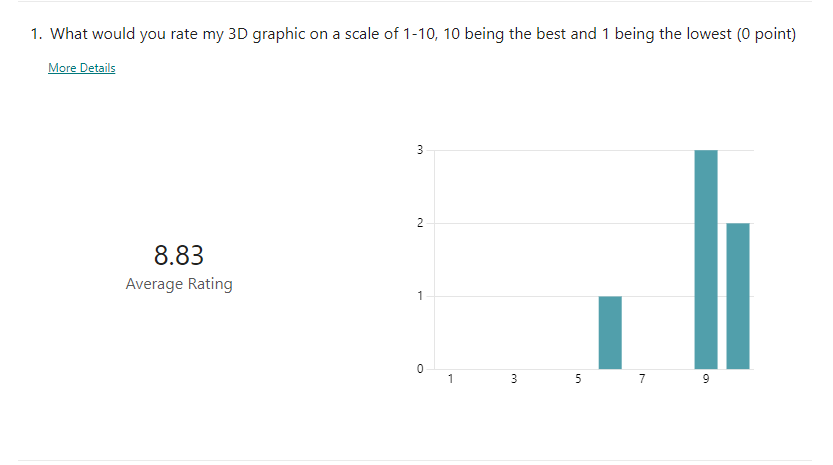 1. What would you rate my 3D graphic on a scale of 1-10, 10 being the best and 1 being the lowest (0 point)
More Details
3
2
8.83
Average Rating
1
0
1 3 5 7 9